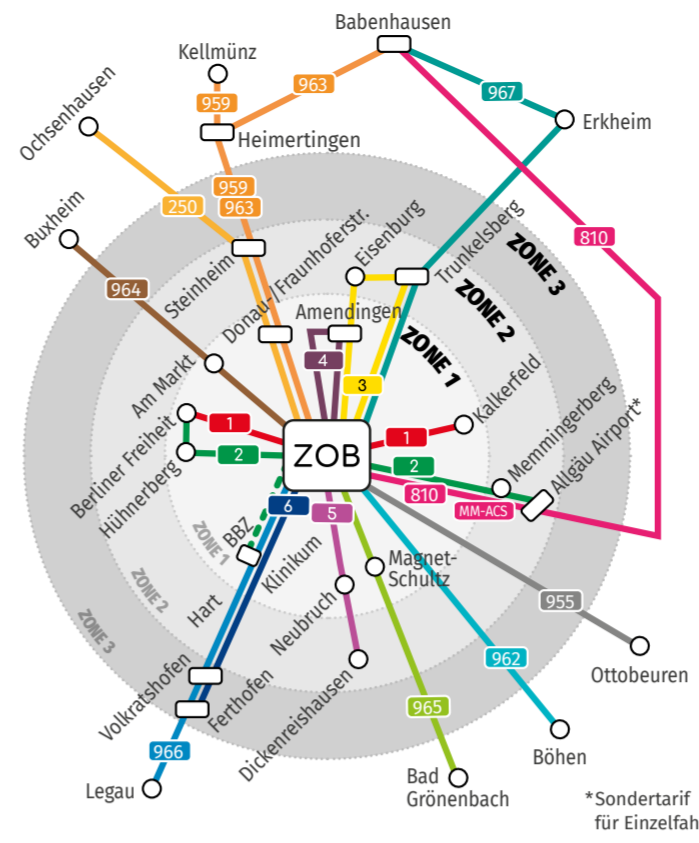 Babenhausen
Kellmünz
963
967
959
Ochsenhausen
Heimertingen
Erkheim
959
963
250
Buxheim
810
Steinheim
Donau-/Fraunhoferstr.
Eisenburg
Trunkelsberg
ZONE 3
ZONE 2
ZONE 1
964
Amendingen
4
3
Am Markt
Kalkerfeld
Berliner Freiheit
1
1
ZOB
Hühnerberg
2
2
Memmingerberg
Allgäu Airport*
810
MM-ACS
6
5
BBZ
ZONE 1
Klinikum
Magnet-
Schultz
ZONE 2
Hart
Neubruch
955
ZONE 3
Volkratshofen
Ferthofen
Dickenreishausen
962
Ottobeuren
965
966
Böhen
Legau
Bad
Grönenbach
*Sondertarif
für Einzelfah